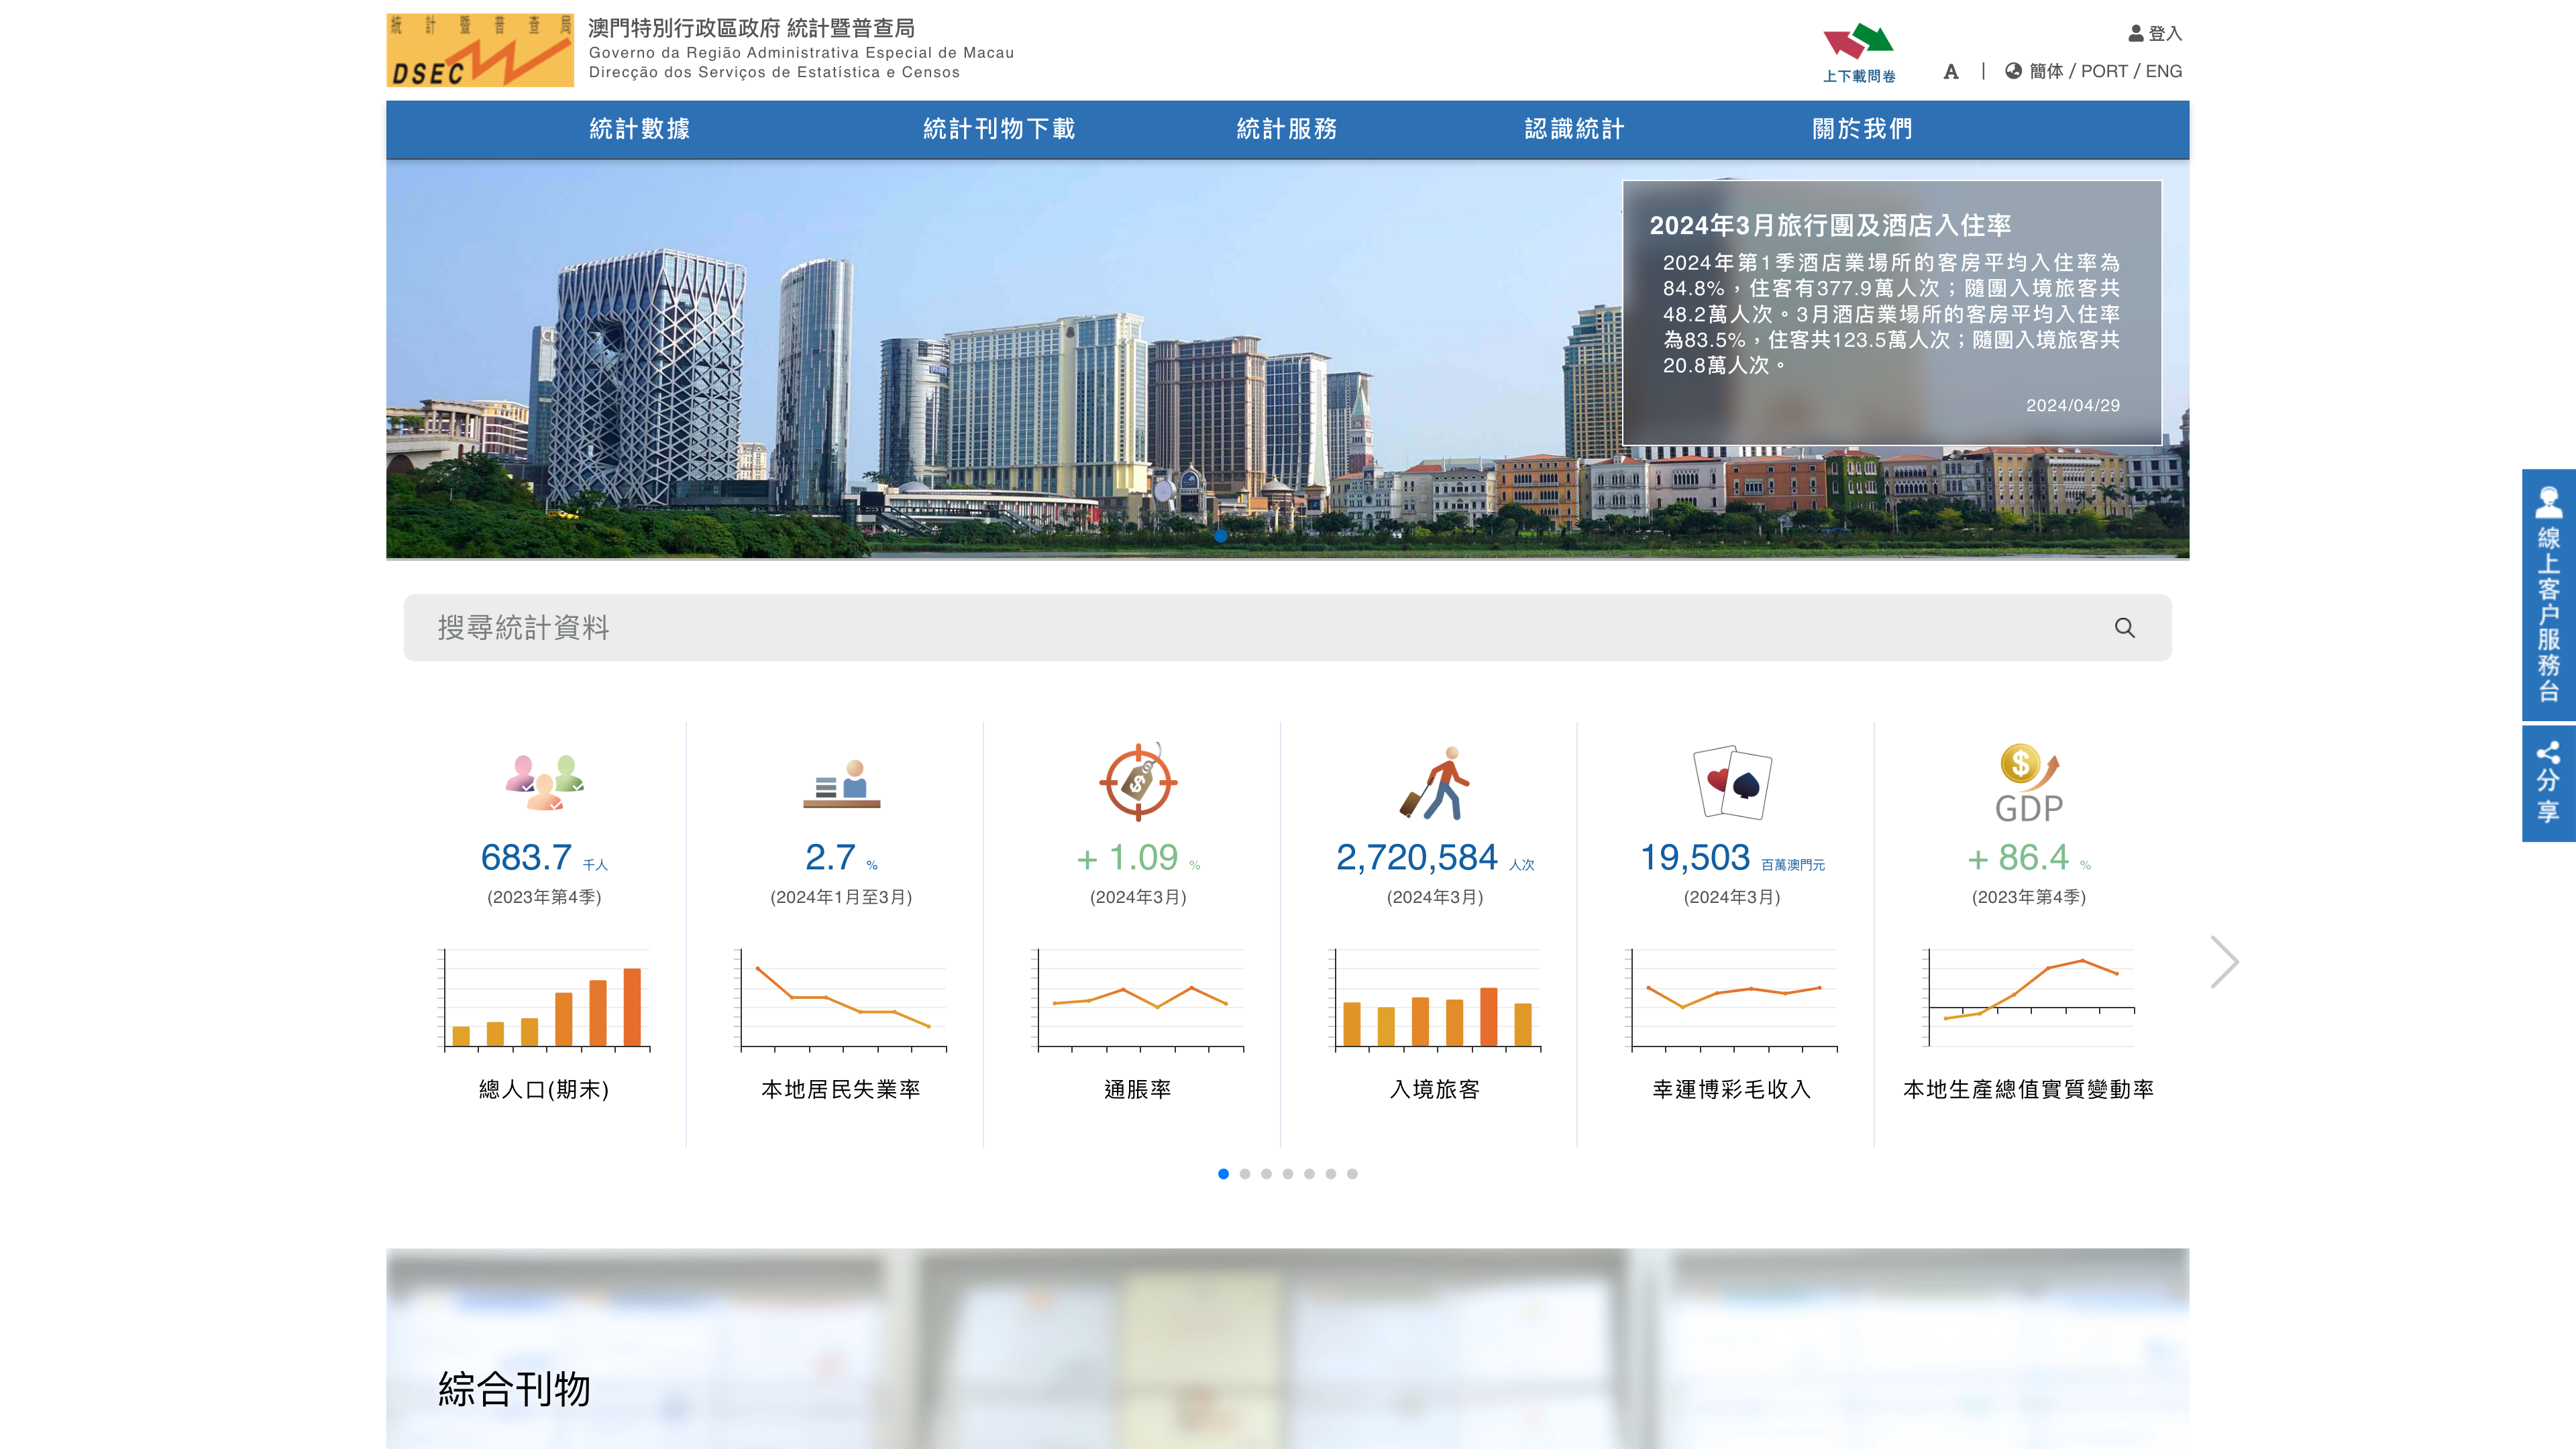 統計暨普查局
DSEC
澳門特別行政區政府 統計暨普查局
Governo da Região Administrativa Especial de Macau
Direcção dos Serviços de Estatística e Censos
上下載問卷
登入
A | 簡体 / PORT / ENG
統計數據 統計刊物下載 統計服務 認識統計 關於我們
2024年3月旅行團及酒店入住率
2024年第1季酒店業場所的客房平均入住率為
84.8%，住客有377.9萬人次；隨團入境旅客共
48.2萬人次。3月酒店業場所的客房平均入住率
為83.5%，住客共123.5萬人次；隨團入境旅客共
20.8萬人次。
2024/04/29
線上客户服務台
分享
搜尋統計資料
683.7 千人
(2023年第4季)
總人口(期末)
2.7 %
(2024年1月至3月)
本地居民失業率
$
+ 1.09 %
(2024年3月)
通脹率
2,720,584 人次
(2024年3月)
入境旅客
19,503 百萬澳門元
(2024年3月)
幸運博彩毛收入
$
GDP
+ 86.4 %
(2023年第4季)
本地生產總值實質變動率
綜合刊物